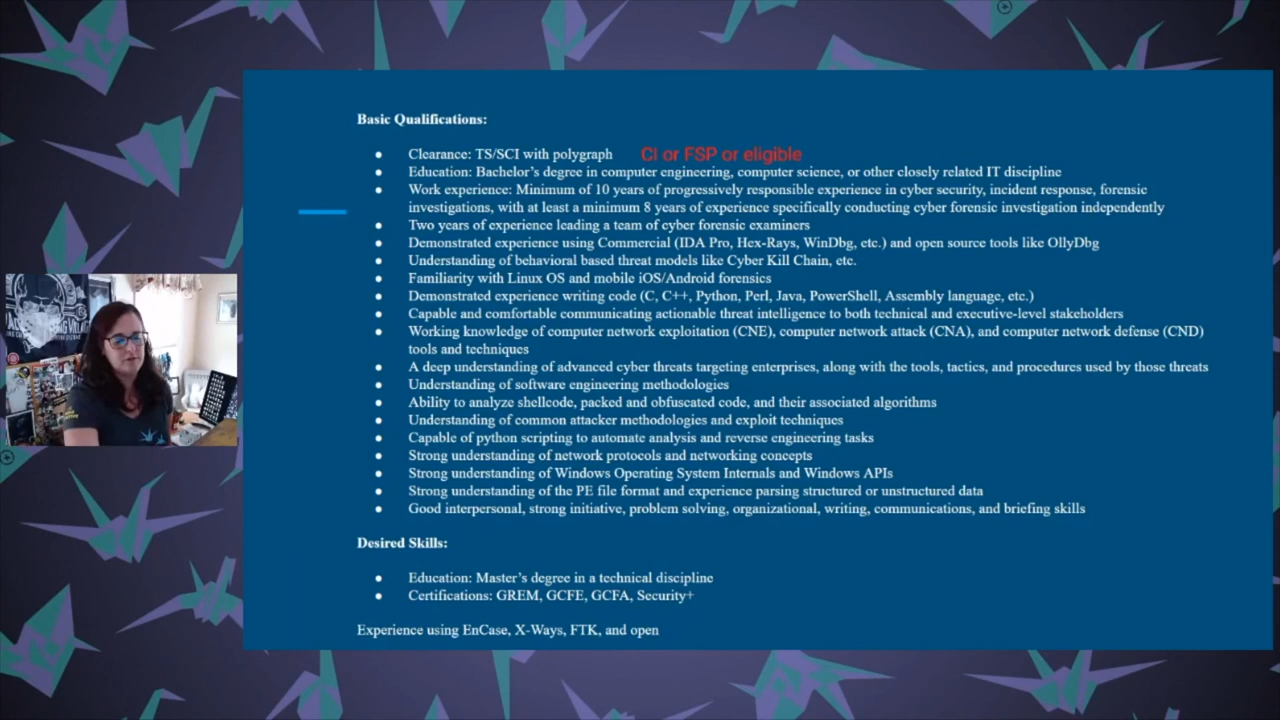 Basic Qualifications:
● Clearance: TS/SCI with polygraph CI or FSP or eligible
● Education: Bachelor's degree in computer engineering, computer science, or other closely related IT discipline
● Work experience: Minimum of 10 years of progressively responsible experience in cyber security, incident response, forensic
investigations, with at least a minimum 8 years of experience specifically conducting cyber forensic investigation independently
● Two years of experience leading a team of cyber forensic examiners
● Demonstrated experience using Commercial (IDA Pro, Hex-Rays, WinDbg, etc.) and open source tools like OllyDbg
● Understanding of behavioral based threat models like Cyber Kill Chain, etc.
● Familiarity with Linux OS and mobile iOS/Android forensics
● Demonstrated experience writing code (C, C++, Python, Perl, Java, PowerShell, Assembly language, etc.)
● Capable and comfortable communicating actionable threat intelligence to both technical and executive-level stakeholders
● Working knowledge of computer network exploitation (CNE), computer network attack (CNA), and computer network defense (CND)
tools and techniques
● A deep understanding of advanced cyber threats targeting enterprises, along with the tools, tactics, and procedures used by those threats
● Understanding of software engineering methodologies
● Ability to analyze shellcode, packed and obfuscated code, and their associated algorithms
● Understanding of common attacker methodologies and exploit techniques
● Capable of python scripting to automate analysis and reverse engineering tasks
● Strong understanding of network protocols and networking concepts
● Strong understanding of Windows Operating System Internals and Windows APIs
● Strong understanding of the PE file format and experience parsing structured or unstructured data
● Good interpersonal, strong initiative, problem solving, organizational, writing, communications, and briefing skills
Desired Skills:
● Education: Master's degree in a technical discipline
● Certifications: GREM, GCFE, GCFA, Security+
Experience using EnCase, X-Ways, FTK, and open